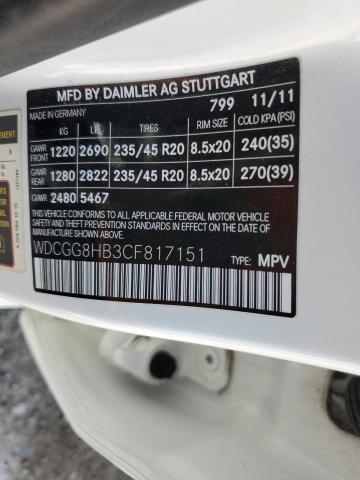 MFD BY DAIMLER AG STUTTGART
MADE IN GERMANY 799 11/11
KG LB TIRES RIM SIZE COLD KPA (PSI)
GAWR FRONT 1220 2690 235/45 R20 8.5x20 240(35)
GAWR REAR 1280 2822 235/45 R20 8.5x20 270(39)
GVWR 2480 5467
THIS VEHICLE CONFORMS TO ALL APPLICABLE
U.S. FEDERAL MOTOR VEHICLE SAFETY AND THEFT
PREVENTION STANDARDS IN EFFECT ON THE DATE OF
MANUFACTURE SHOWN ABOVE.
WDCGG8HB3CF817151 TYPE: MPV